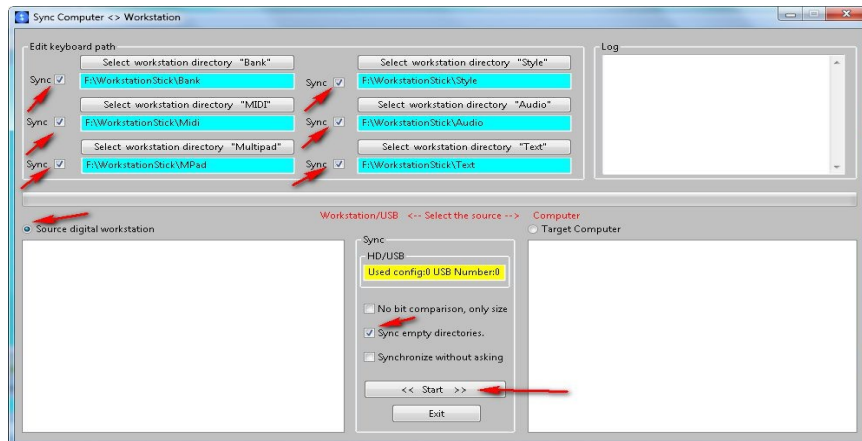 Sync Computer <> Workstation
Edit keyboard path
Log
Select workstation directory "Bank"
Select workstation directory "Style"
Sync
F:\WorkstationStick\Bank
Sync
F:\WorkstationStick\Style
Select workstation directory "MIDI"
Select workstation directory "Audio"
Sync
F:\WorkstationStick\Midi
Sync
F:\WorkstationStick\Audio
Select workstation directory "Multipad"
Select workstation directory "Text"
Sync
F:\WorkstationStick\MPad
Sync
F:\WorkstationStick\Text
Workstation/USB <-- Select the source --> Computer
Source digital workstation
Target Computer
Sync
HD/USB
Used config:0 USB Number:0
No bit comparison, only size
Sync empty directories.
Synchronize without asking
<< Start >>
Exit